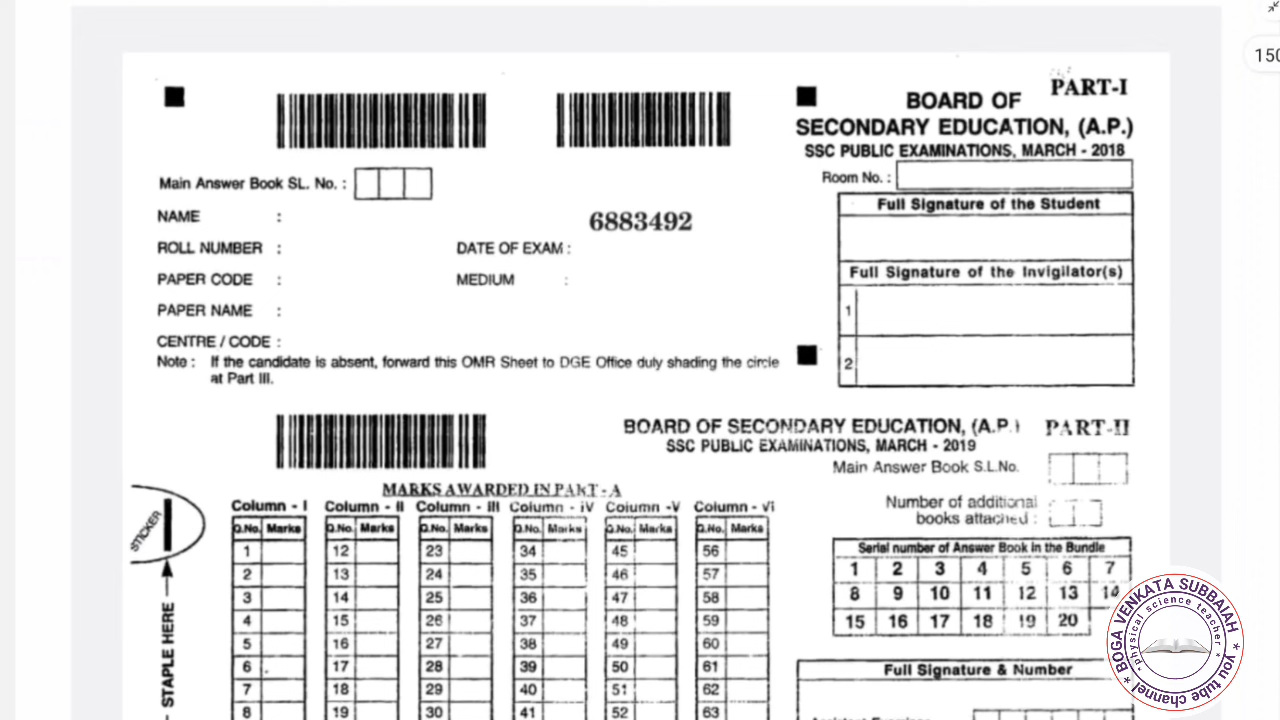 150
PART-I
BOARD OF
SECONDARY EDUCATION, (A.P.)
SSC PUBLIC EXAMINATIONS, MARCH - 2018
Room No. :
Full Signature of the Student
Full Signature of the Invigilator(s)
1
2
Main Answer Book SL. No. :
NAME :
6883492
ROLL NUMBER :
DATE OF EXAM :
PAPER CODE :
MEDIUM :
PAPER NAME :
CENTRE / CODE :
Note : If the candidate is absent, forward this OMR Sheet to DGE Office duly shading the circle
at Part III.
BOARD OF SECONDARY EDUCATION, (A.P.)
PART-II
SSC PUBLIC EXAMINATIONS, MARCH - 2019
Main Answer Book S.L.No.
Number of additional
books attached :
Serial number of Answer Book in the Bundle
1 2 3 4 5 6 7
8 9 10 11 12 13 14
15 16 17 18 19 20
Full Signature & Number
STICKER
STAPLE HERE
MARKS AWARDED IN PART - A
Column - I Column - II Column - III Column - IV Column - V Column - VI
Q.No. Marks Q.No. Marks Q.No. Marks Q.No. Marks Q.No. Marks Q.No. Marks
1 12 23 34 45 56
2 13 24 35 46 57
3 14 25 36 47 58
4 15 26 37 48 59
5 16 27 38 49 60
6 17 28 39 50 61
7 18 29 40 51 62
8 19 30 41 52 63
* BOGA VENKATA SUBBAIAH *
you tube channel
*physical science teacher*